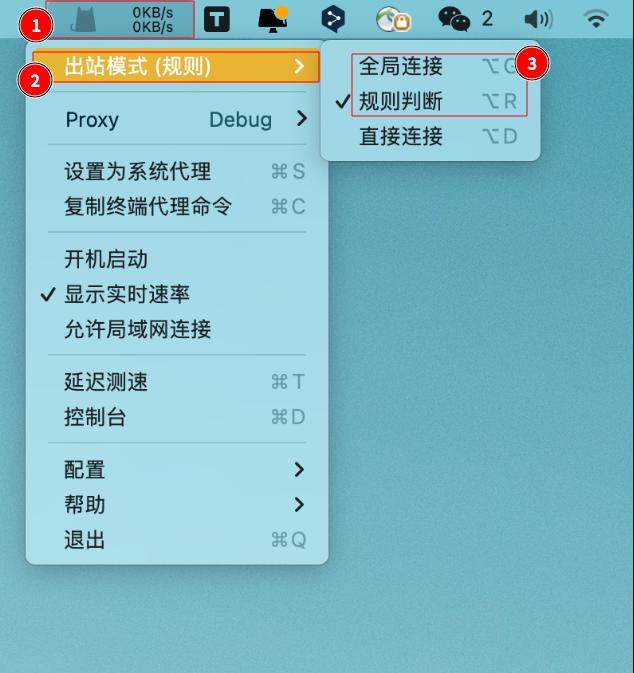 1
0KB/s
0KB/s
T
2
2
出站模式 (规则)
3
全局连接
规则判断 ⌥R
直接连接 ⌥D
Proxy Debug
设置为系统代理 ⌘S
复制终端代理命令 ⌘C
开机启动
显示实时速率
允许局域网连接
延迟测速 ⌘T
控制台 ⌘D
配置
帮助
退出 ⌘Q